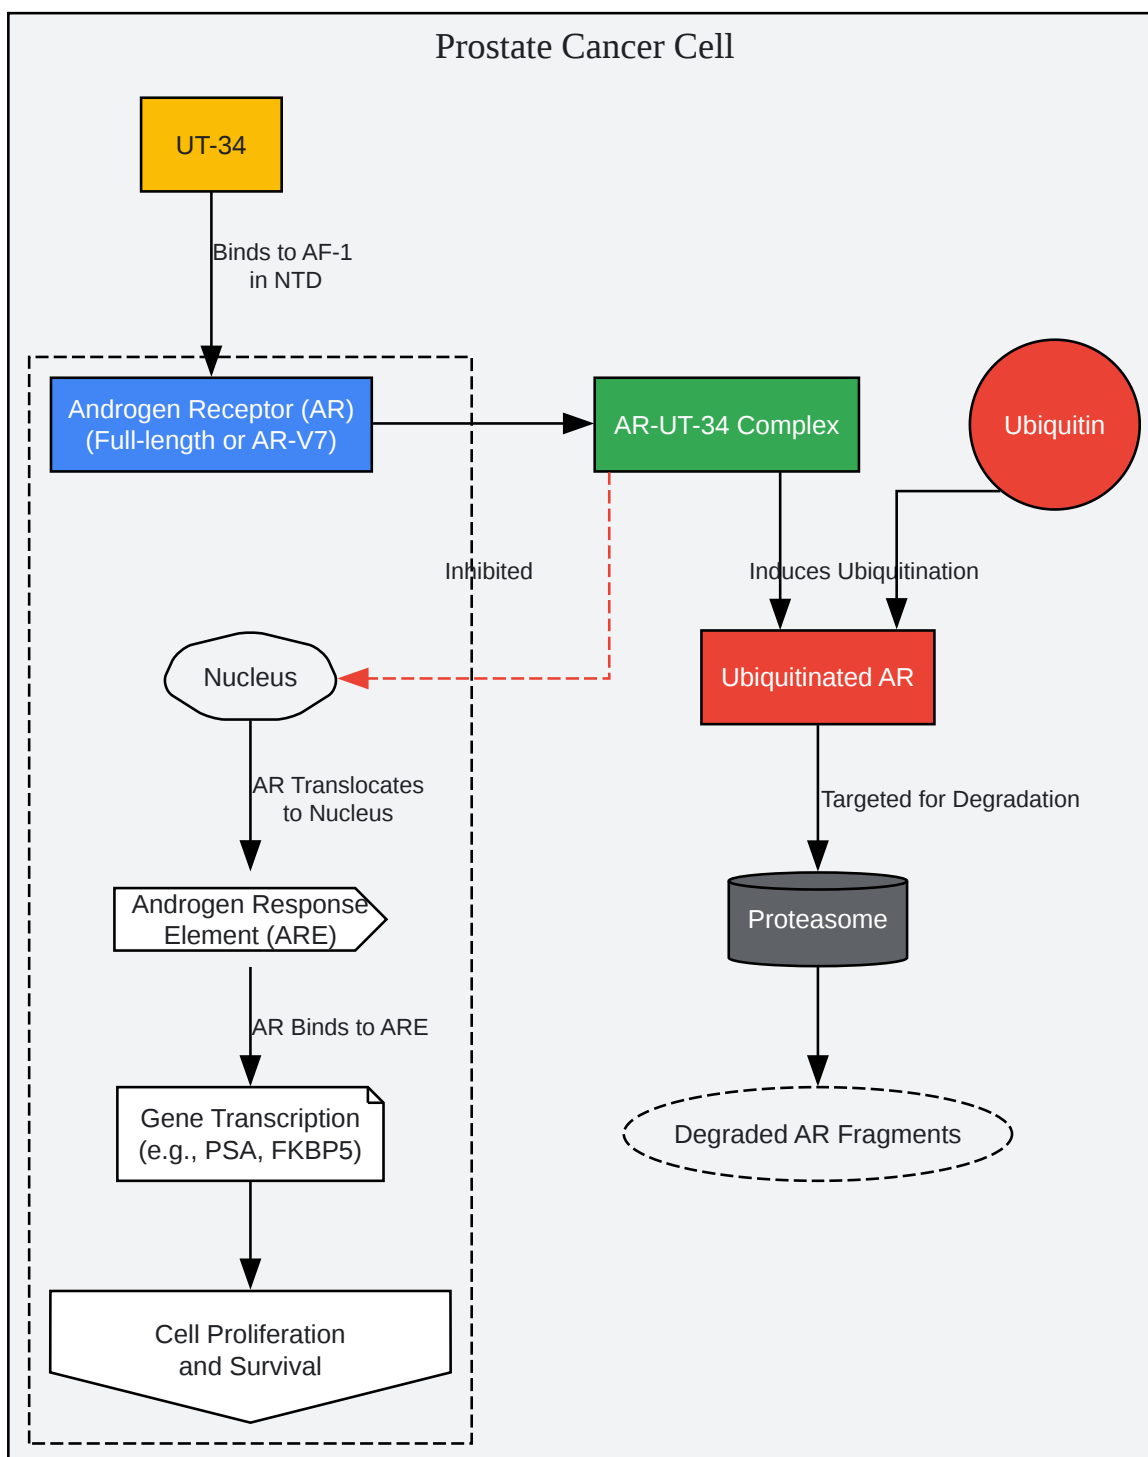 Prostate Cancer Cell
UT-34
Binds to AF-1
in NTD
Androgen Receptor (AR)
(Full-length or AR-V7)
AR-UT-34 Complex
Ubiquitin
Inhibited
Induces Ubiquitination
Nucleus
Ubiquitinated AR
AR Translocates
to Nucleus
Targeted for Degradation
Androgen Response
Element (ARE)
Proteasome
AR Binds to ARE
Gene Transcription
(e.g., PSA, FKBP5)
Degraded AR Fragments
Cell Proliferation
and Survival